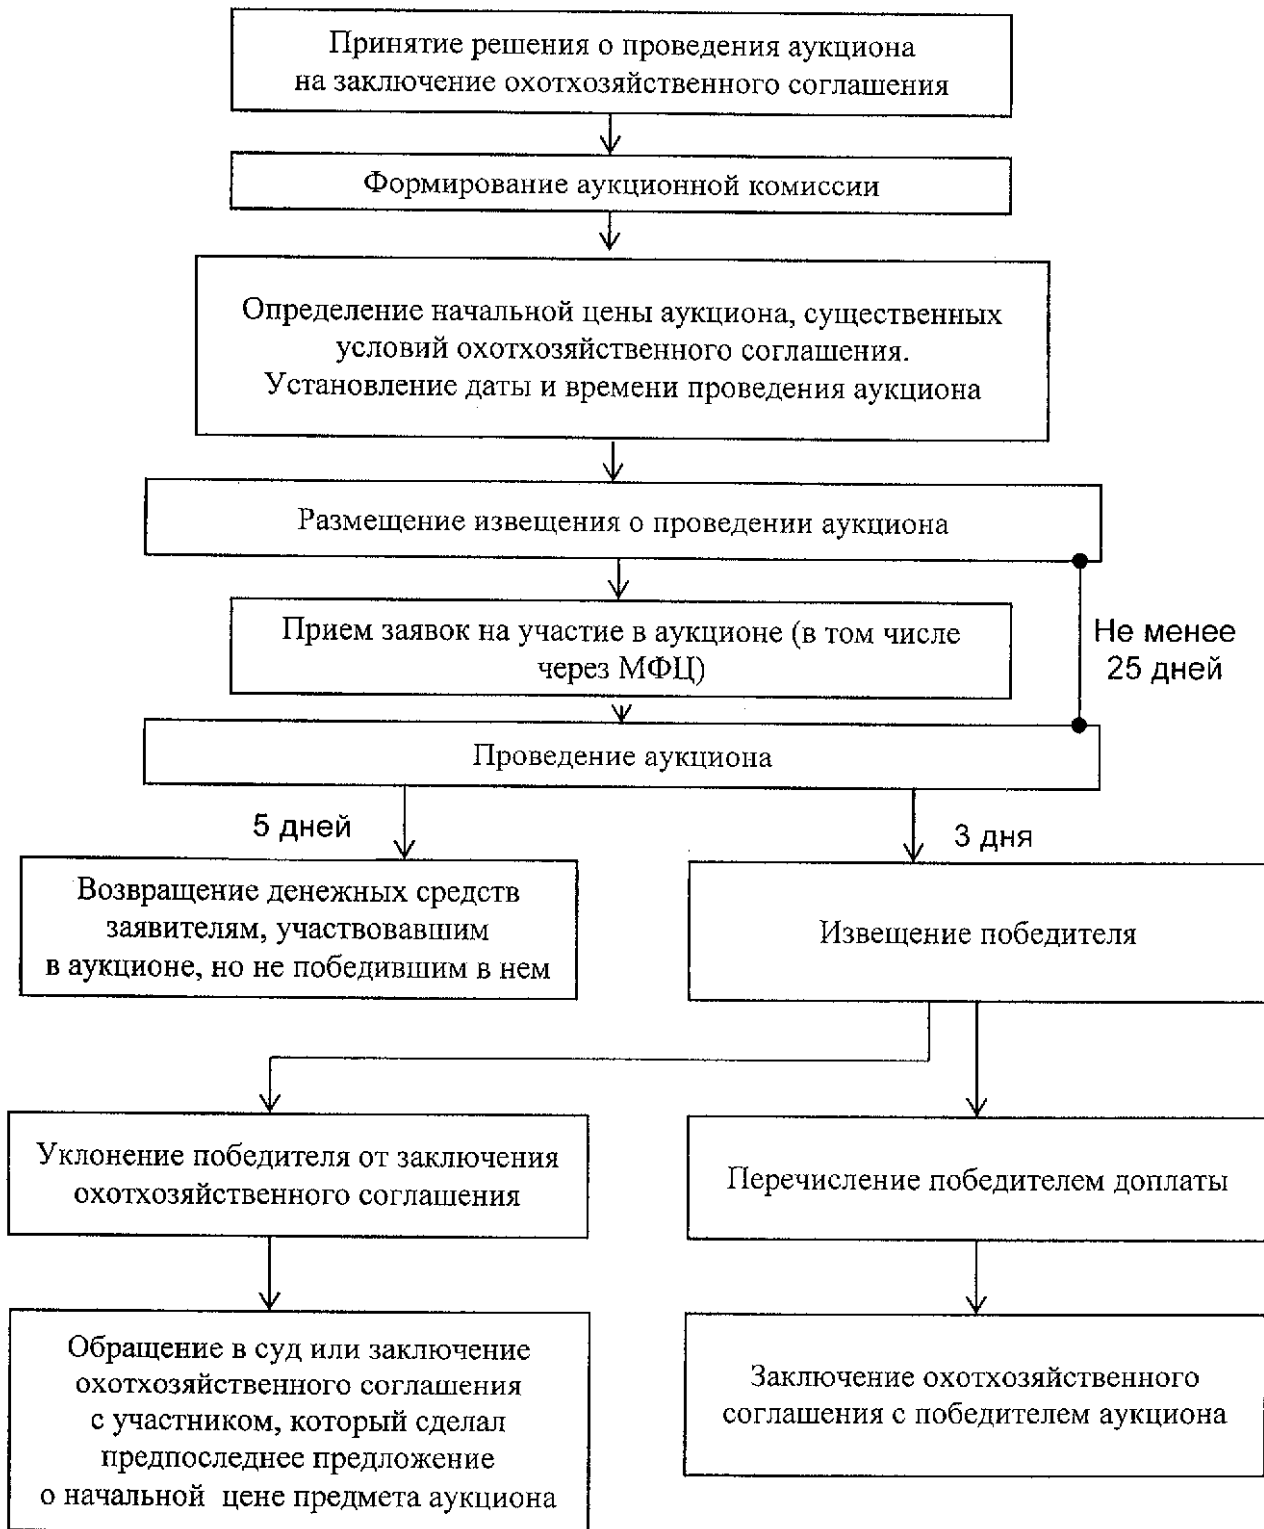 Принятие решения о проведения аукциона
на заключение охотхозяйственного соглашения
Формирование аукционной комиссии
Определение начальной цены аукциона, существенных
условий охотхозяйственного соглашения.
Установление даты и времени проведения аукциона
Размещение извещения о проведении аукциона
Прием заявок на участие в аукционе (в том числе
через МФЦ)
Не менее
25 дней
Проведение аукциона
5 дней
3 дня
Возвращение денежных средств
заявителям, участвовавшим
в аукционе, но не победившим в нем
Извещение победителя
Уклонение победителя от заключения
охотхозяйственного соглашения
Перечисление победителем доплаты
Обращение в суд или заключение
охотхозяйственного соглашения
с участником, который сделал
предпоследнее предложение
о начальной цене предмета аукциона
Заключение охотхозяйственного
соглашения с победителем аукциона